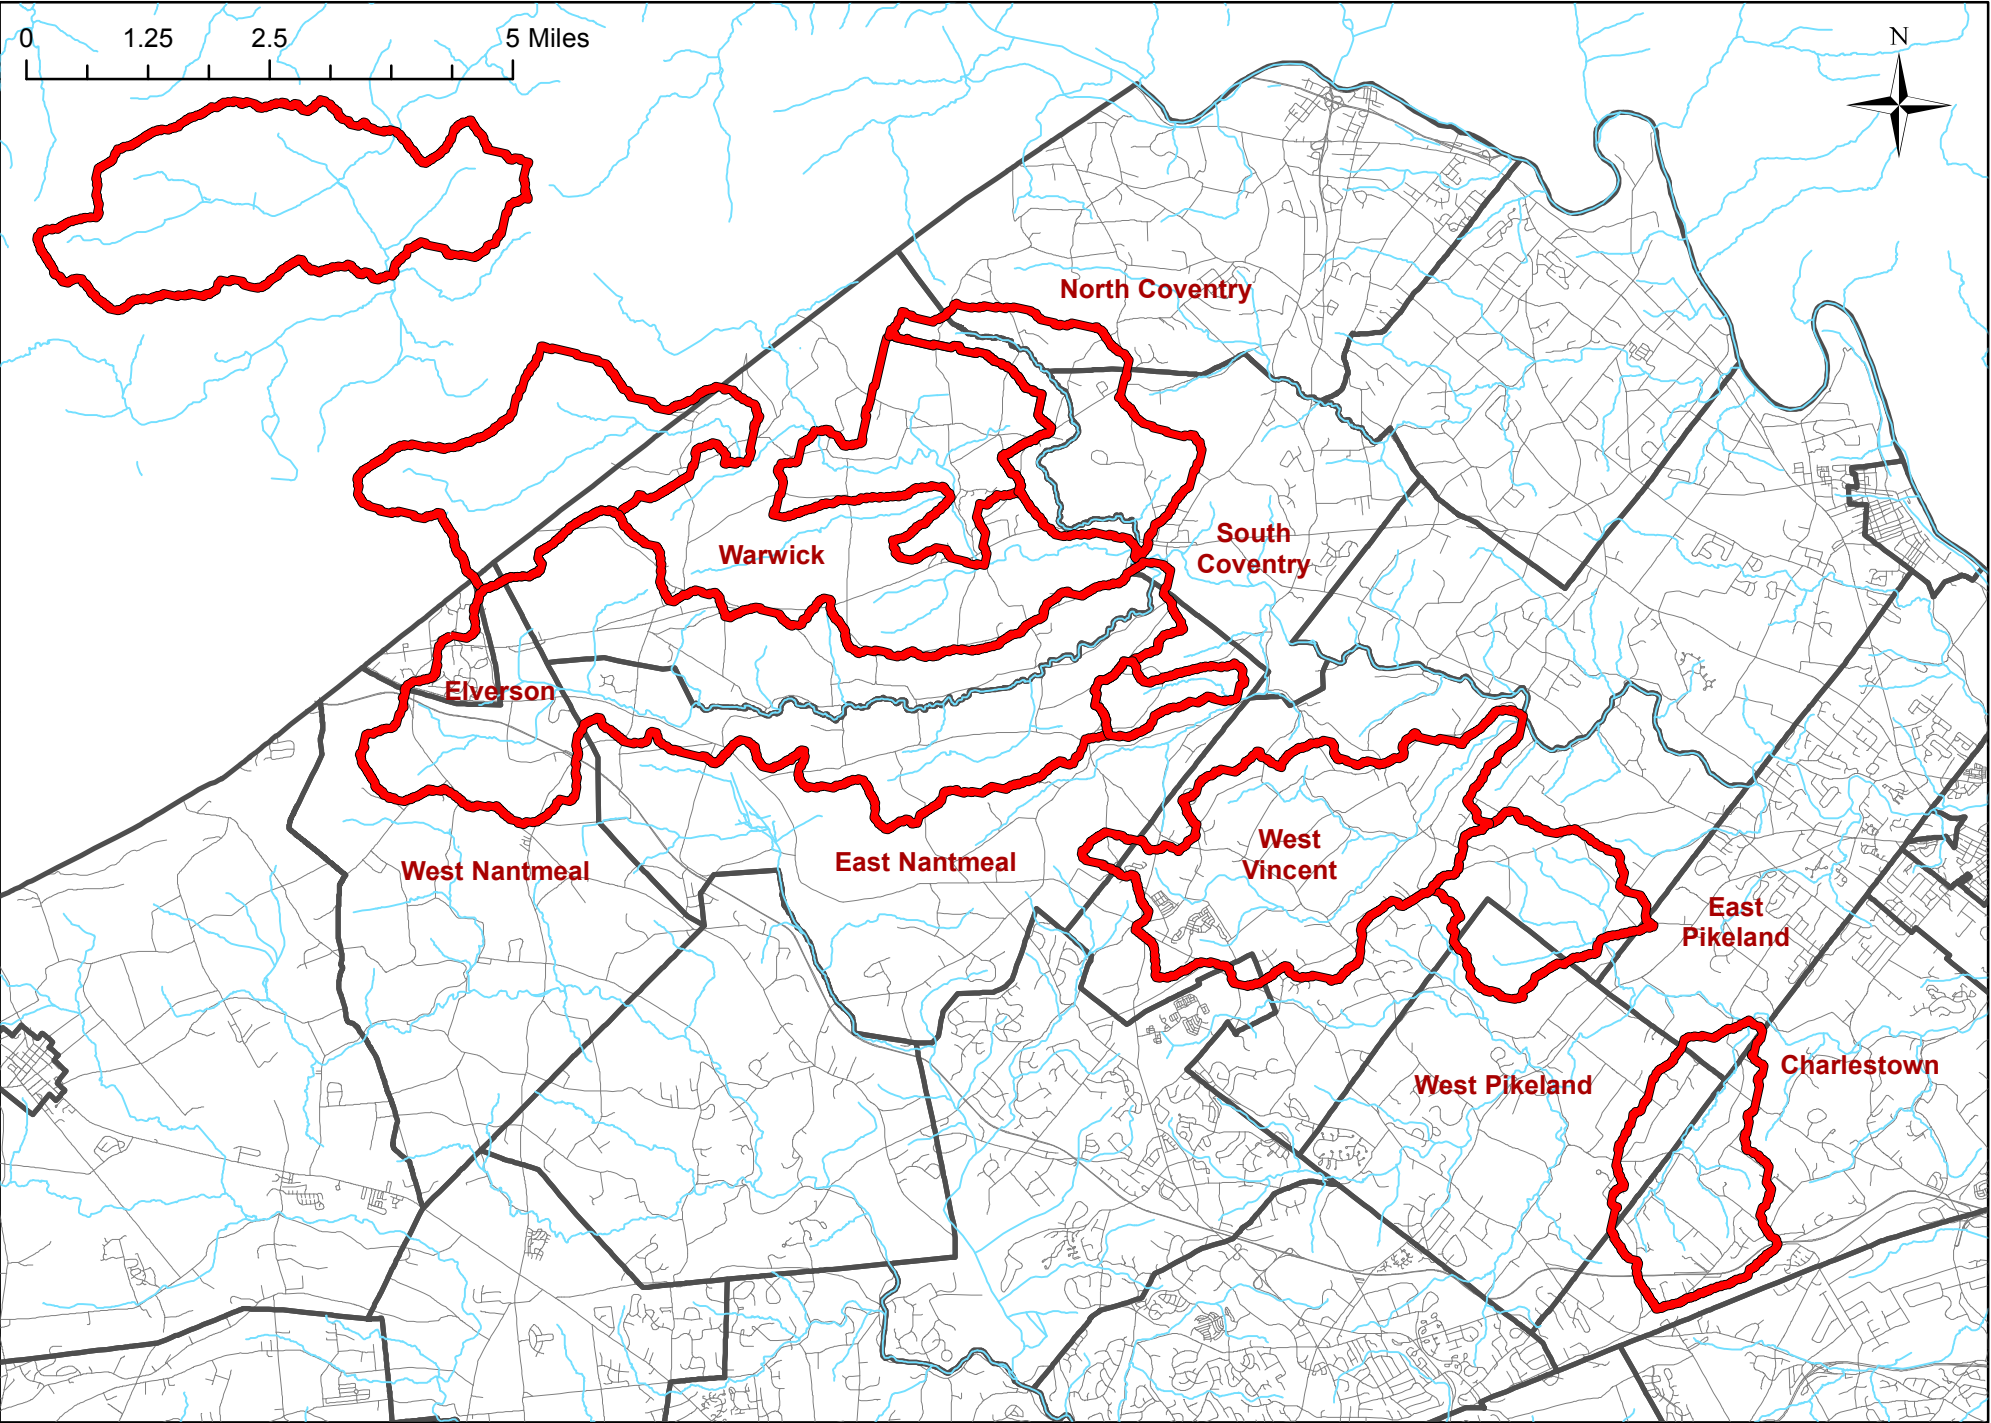 0 1.25 2.5 5 Miles
N
North Coventry
Warwick
South
Coventry
Elverson
West Nantmeal
East Nantmeal
West
Vincent
East
Pikeland
West Pikeland
Charlestown